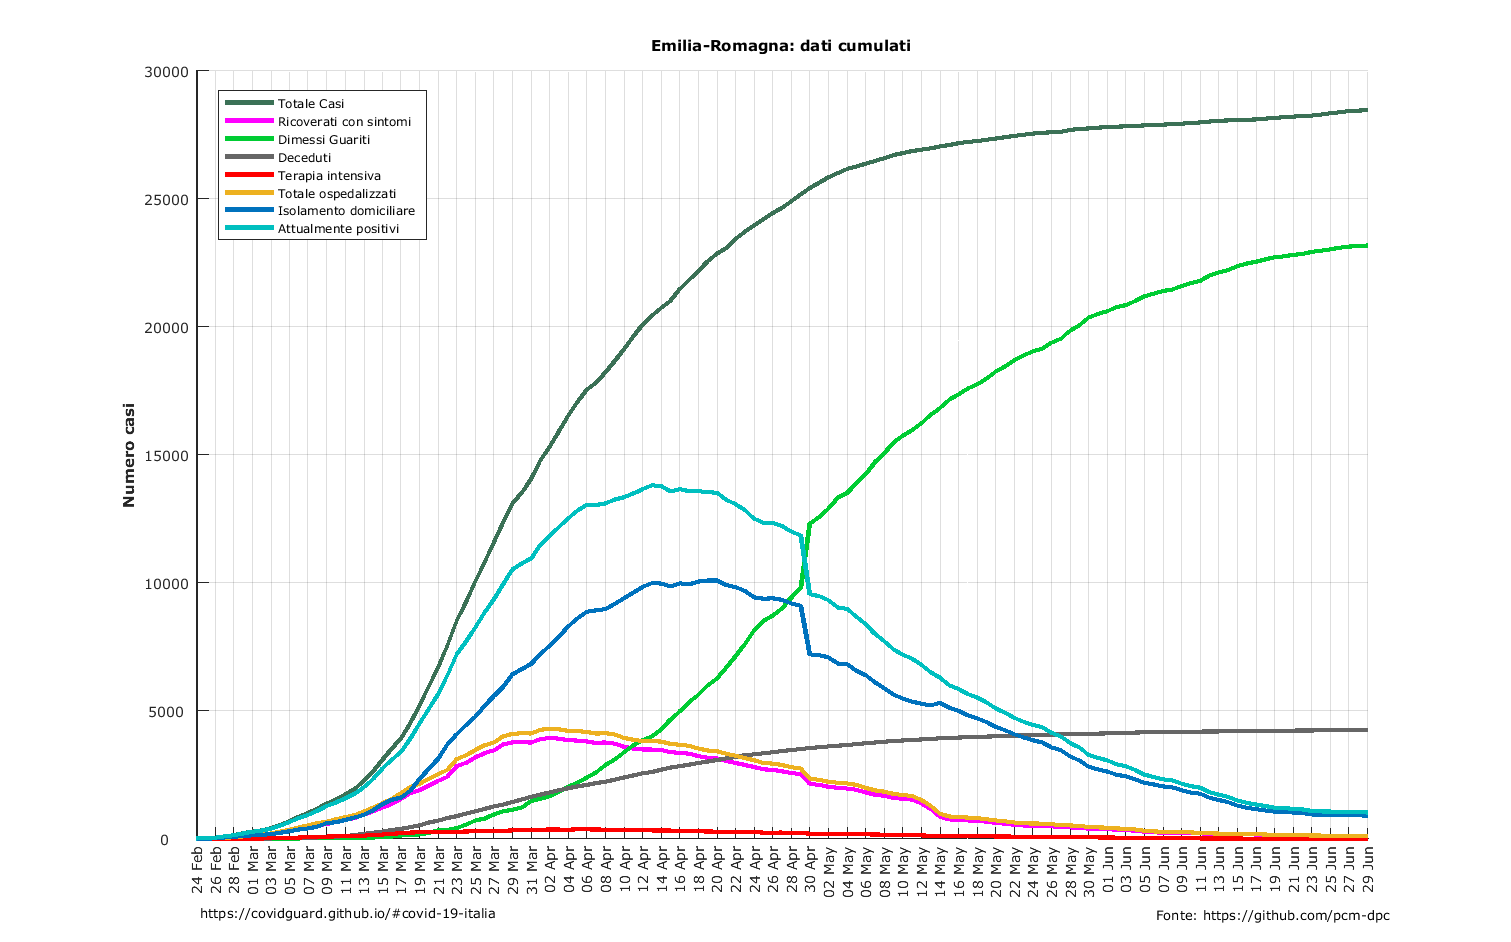 Emilia-Romagna: dati cumulati
30000
25000
20000
15000
10000
5000
0
Numero casi
Totale Casi
Ricoverati con sintomi
Dimessi Guariti
Deceduti
Terapia intensiva
Totale ospedalizzati
Isolamento domiciliare
Attualmente positivi
24 Feb
26 Feb
28 Feb
01 Mar
03 Mar
05 Mar
07 Mar
09 Mar
11 Mar
13 Mar
15 Mar
17 Mar
19 Mar
21 Mar
23 Mar
25 Mar
27 Mar
29 Mar
31 Mar
02 Apr
04 Apr
06 Apr
08 Apr
10 Apr
12 Apr
14 Apr
16 Apr
18 Apr
20 Apr
22 Apr
24 Apr
26 Apr
28 Apr
30 Apr
02 May
04 May
06 May
08 May
10 May
12 May
14 May
16 May
18 May
20 May
22 May
24 May
26 May
28 May
30 May
01 Jun
03 Jun
05 Jun
07 Jun
09 Jun
11 Jun
13 Jun
15 Jun
17 Jun
19 Jun
21 Jun
23 Jun
25 Jun
27 Jun
29 Jun
https://covidguard.github.io/#covid-19-italia
Fonte: https://github.com/pcm-dpc